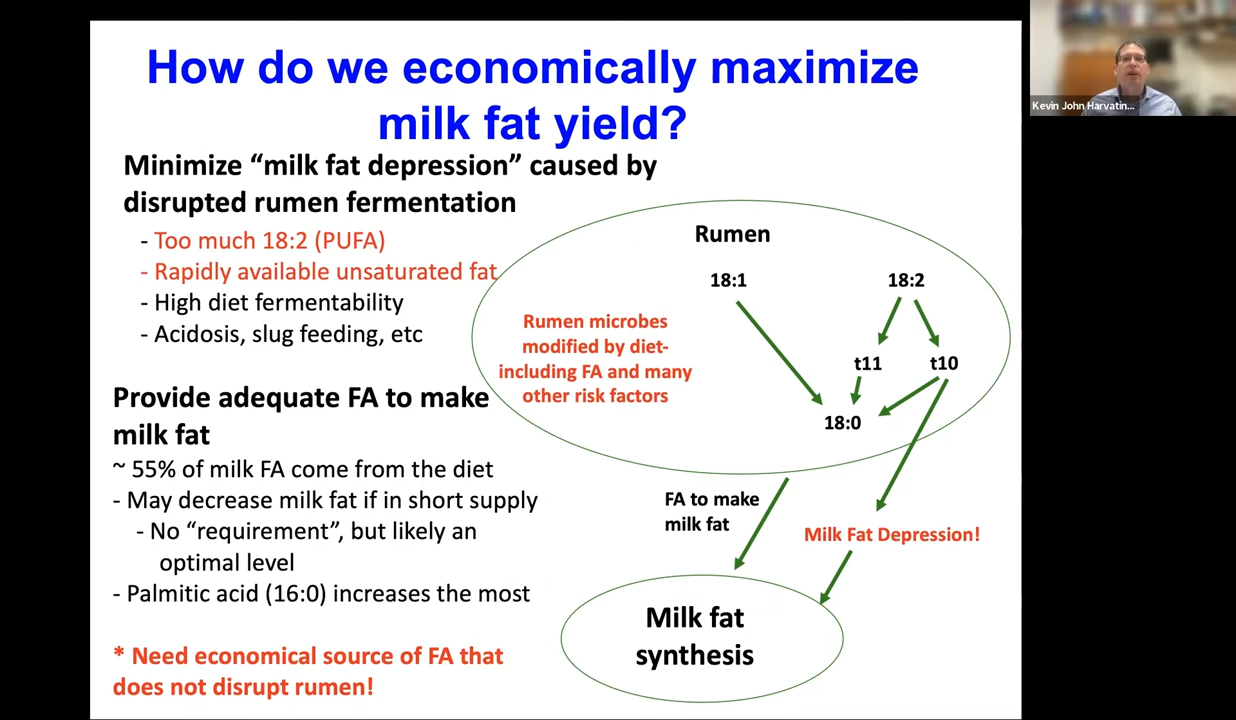 How do we economically maximize
milk fat yield?
Minimize “milk fat depression” caused by
disrupted rumen fermentation
- Too much 18:2 (PUFA)
- Rapidly available unsaturated fat
- High diet fermentability
- Acidosis, slug feeding, etc
Provide adequate FA to make
milk fat
~ 55% of milk FA come from the diet
- May decrease milk fat if in short supply
- No “requirement”, but likely an
optimal level
- Palmitic acid (16:0) increases the most
* Need economical source of FA that
does not disrupt rumen!
Rumen
18:1
18:2
Rumen microbes
modified by diet-
including FA and many
other risk factors
t11
t10
18:0
FA to make
milk fat
Milk Fat Depression!
Milk fat
synthesis
Kevin John Harvatin...